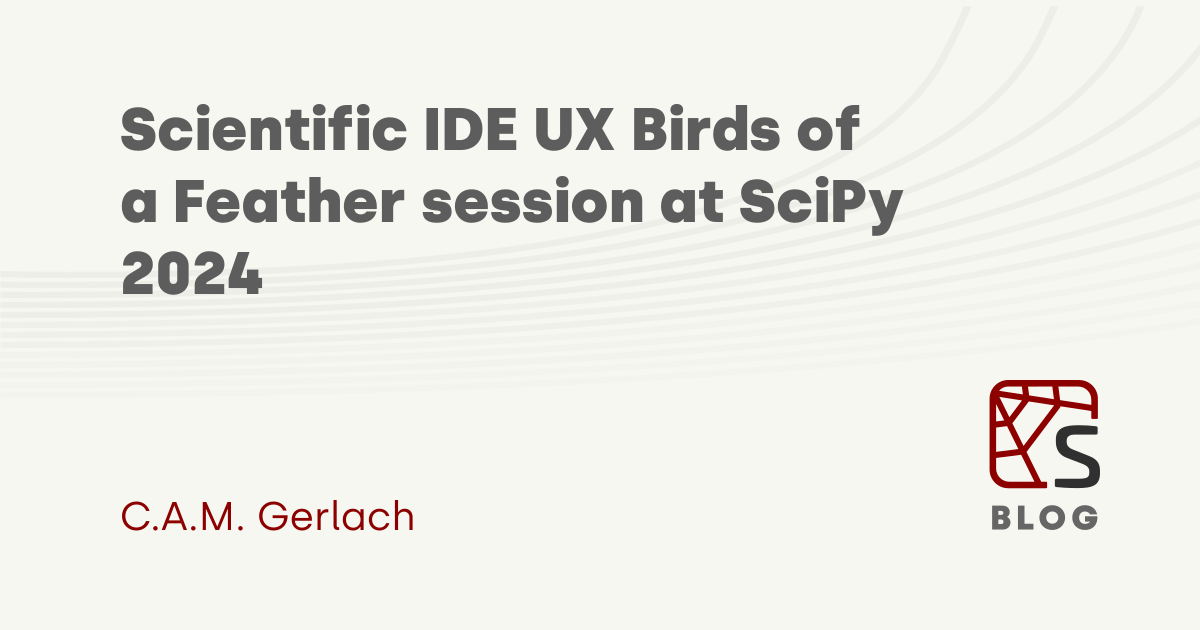 Scientific IDE UX Birds of
a Feather session at SciPy
2024
C.A.M. Gerlach
S
BLOG